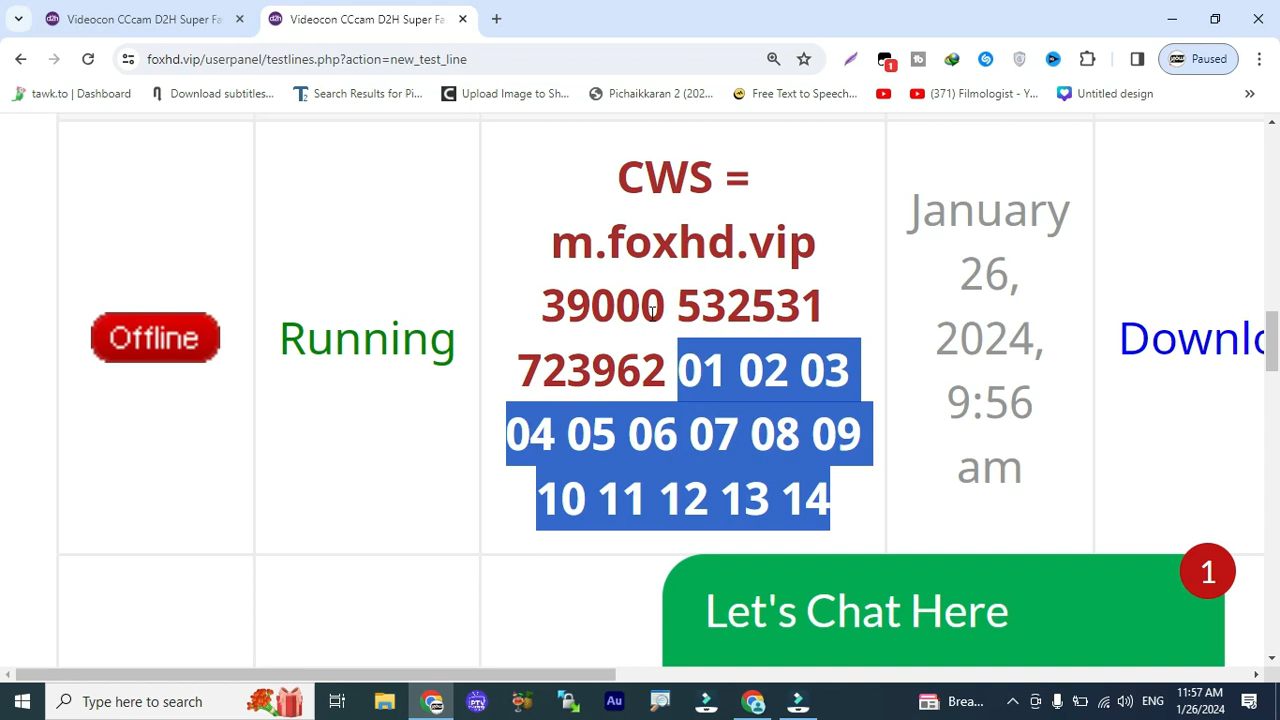 Videocon CCcam D2H Super Fa
Videocon CCcam D2H Super Fa
foxhd.vip/userpanel/testlines.php?action=new_test_line
1
Paused
tawk.to | Dashboard
Download subtitles...
Search Results for Pi...
Upload Image to Sh...
Pichaikkaran 2 (202...
Free Text to Speech...
(371) Filmologist - Y...
Untitled design
Offline
Running
CWS =
m.foxhd.vip
39000 532531
723962 01 02 03
04 05 06 07 08 09
10 11 12 13 14
January
26,
2024,
9:56
am
Downlo
Let's Chat Here
1
Type here to search
Brea...
ENG
11:57 AM
1/26/2024